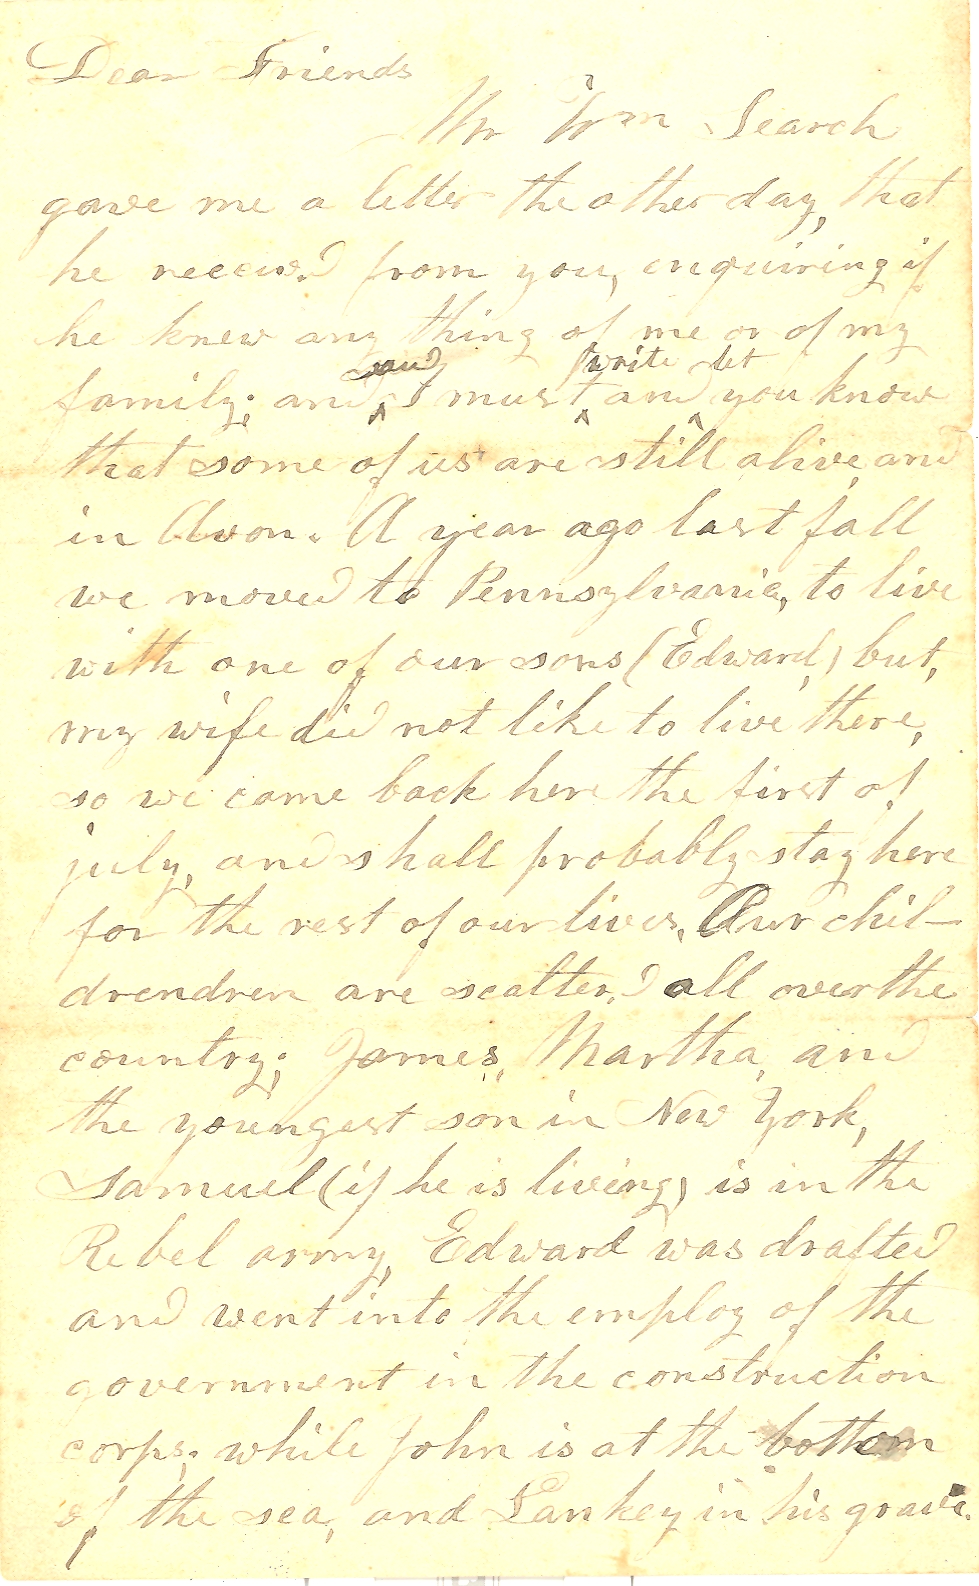 Dear Friends
Mr Wm Search
gave me a letter the other day, that
he receiv.d from you, enquiring if
he knew any thing of me or of my
said write let
family; and I must and you know
that some of us are still alive and
in Avon. A year ago last fall
we moved to Pennsylvania, to live
with one of our sons (Edward,) but,
my wife did not like to live there,
so we came back here the first of
july, and shall probably stay here
for the rest of our lives. Our chil-
drendren are scatter.d all over the
country; James, Martha, and
the youngest son in New York,
Samuel (if he is living) is in the
Rebel army, Edward was drafted
and went into the employ of the
government in the construction
corps; while John is at the bottom
of the sea, and Lankey in his grave.